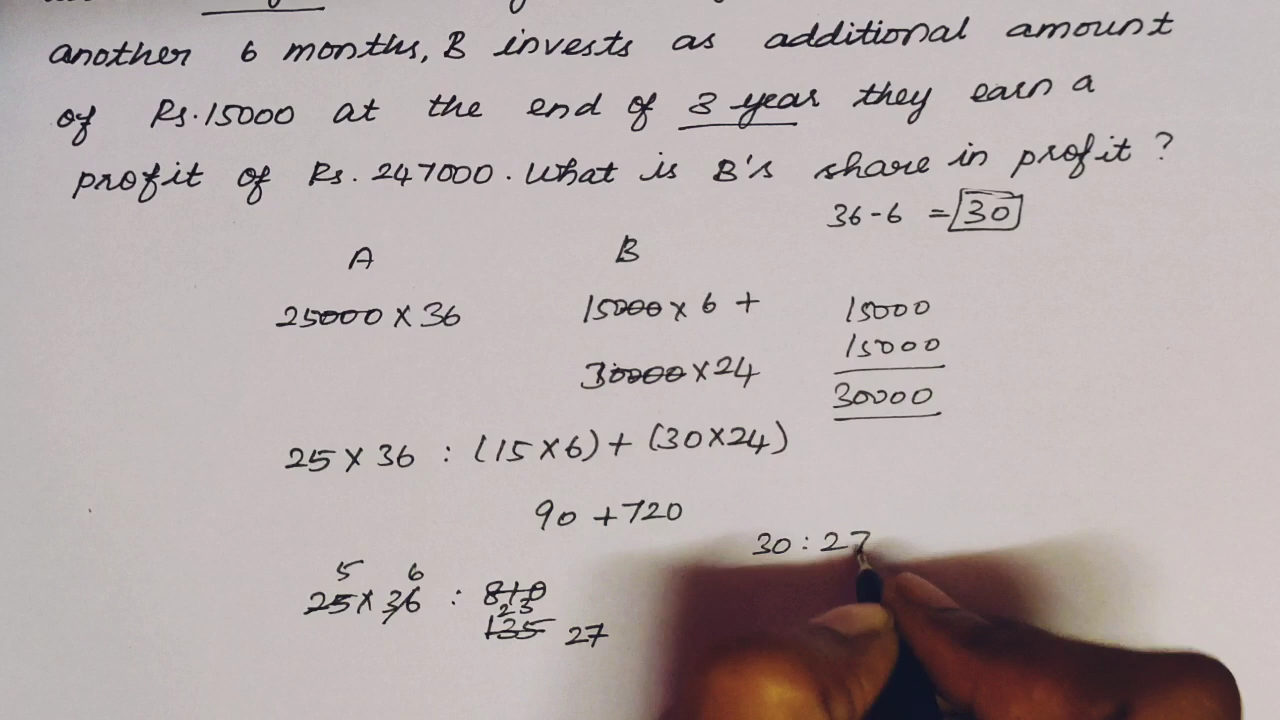 another 6 months, B invests as additional amount
of Rs.15000 at the end of 3 year they earn a
profit of Rs. 247000. What is B's share in profit ?
36 - 6 = 30
A B
25000 X 36 15000 x 6 + 15000
30000 X 24 15000
30000
25 X 36 : (15 X 6) + (30 X 24)
90 + 720
30 : 27
5 6
25 X 36 : 810
23
135 27